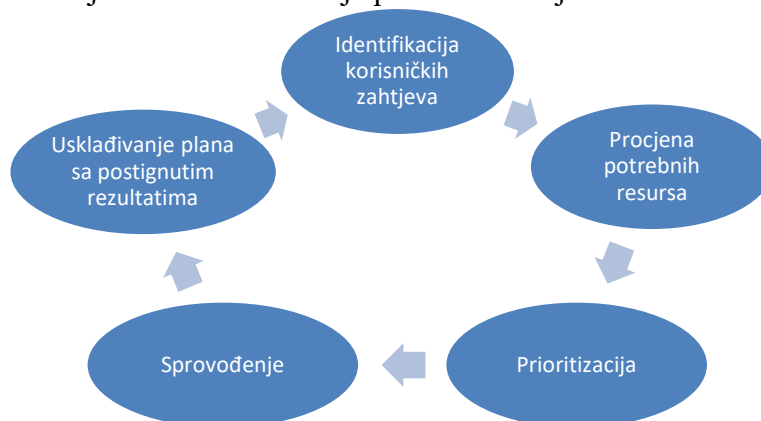 Identifikacija
korisničkih
zahtjeva
Procjena
potrebnih
resursa
Prioritizacija
Sprovođenje
Usklađivanje plana
sa postignutim
rezultatima